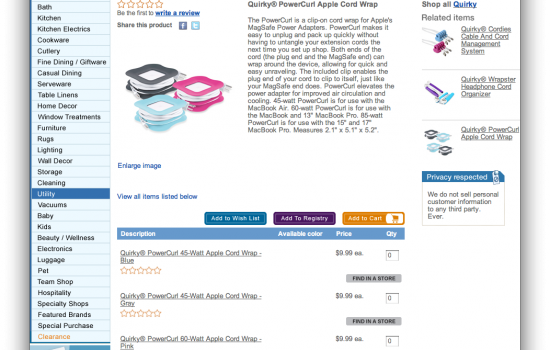 Bath
Kitchen
Kitchen Electrics
Cookware
Cutlery
Fine Dining / Giftware
Casual Dining
Serveware
Table Linens
Home Decor
Window Treatments
Furniture
Rugs
Lighting
Wall Decor
Storage
Cleaning
Utility
Vacuums
Baby
Kids
Beauty / Wellness
Electronics
Luggage
Pet
Team Shop
Hospitality
Specialty Shops
Featured Brands
Special Purchase
Clearance
Be the first to write a review
Share this product
Enlarge image
View all items listed below
Quirky® PowerCurl Apple Cord Wrap
The PowerCurl is a clip-on cord wrap for Apple's
MagSafe Power Adapters. PowerCurl makes it
easy to unplug and pack up quickly without
having to untangle your extension cords the
next time you set up shop. Both ends of the
cord (the plug end and the MagSafe end) can
wrap around the device, allowing for quick and
easy unraveling. The included clip enables the
plug end of your cord to clip to itself, just like
your MagSafe end does. PowerCurl elevates the
power adapter for improved air circulation and
cooling. 45-watt PowerCurl is for use with the
MacBook Air. 60-watt PowerCurl is for use with
the MacBook and 13" MacBook Pro. 85-watt
PowerCurl is for use with the 15" and 17"
MacBook Pro. Measures 2.1" x 5.1" x 5.2".
Add to Wish List
Add To Registry
Add to Cart
Description Available color Price Qty
Quirky® PowerCurl 45-Watt Apple Cord Wrap -
Blue
$9.99 ea.
0
FIND IN A STORE
Quirky® PowerCurl 45-Watt Apple Cord Wrap -
Gray
$9.99 ea.
0
FIND IN A STORE
Quirky® PowerCurl 60-Watt Apple Cord Wrap -
Pink
$9.99 ea.
0
Shop all Quirky
Related items
Quirky® Cordies
Cable And Cord
Management
System
Quirky® Wrapster
Headphone Cord
Organizer
Quirky® PowerCurl
Apple Cord Wrap
Privacy respected
We do not sell personal
customer information
to any third party.
Ever.